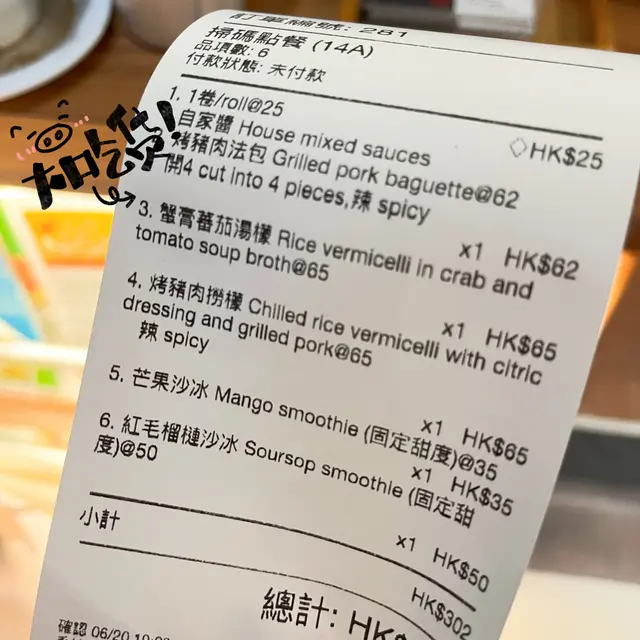 訂單編號: 281
掃碼點餐 (14A)
品項數: 6
付款狀態: 未付款
1. 1卷/roll@25
◇HK$25
自家醬 House mixed sauces
烤豬肉法包 Grilled pork baguette@62
開4 cut into 4 pieces,辣 spicy
x1 HK$62
3. 蟹膏蕃茄湯檬 Rice vermicelli in crab and
tomato soup broth@65
x1 HK$65
4. 烤豬肉撈檬 Chilled rice vermicelli with citric
dressing and grilled pork@65
辣 spicy
x1 HK$65
5. 芒果沙冰 Mango smoothie (固定甜度)@35
x1 HK$35
6. 紅毛榴槤沙冰 Soursop smoothie (固定甜
度)@50
x1 HK$50
小計
HK$302
總計: HK$
確認 06/20